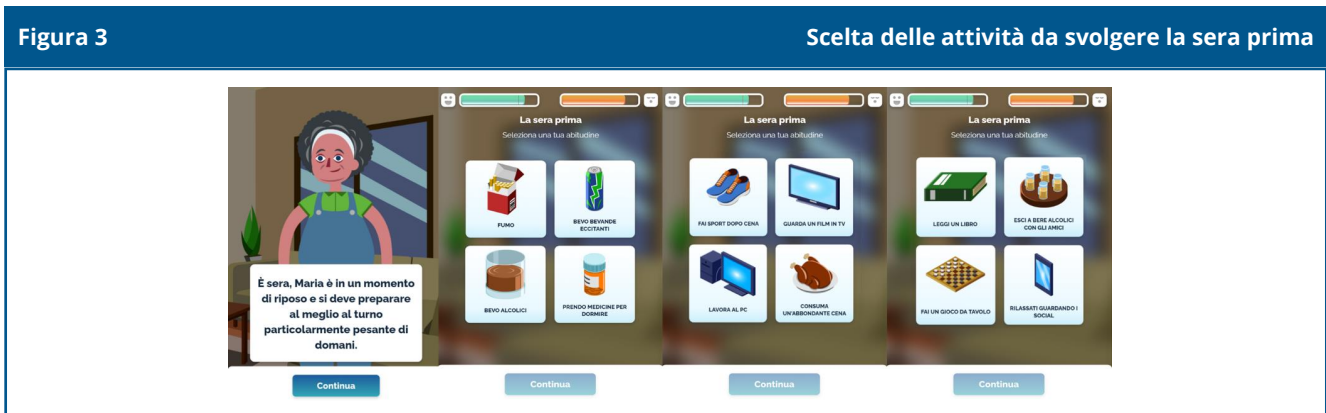 Figura 3
Scelta delle attività da svolgere la sera prima
È sera, Maria è in un momento
di riposo e si deve preparare
al meglio al turno
particolarmente pesante di
domani.
Continua
La sera prima
Seleziona una tua abitudine
FUMO
BEVO BEVANDE
ECCITANTI
BEVO ALCOLICI
PRENDO MEDICINE PER
DORMIRE
Continua
La sera prima
Seleziona una tua abitudine
FAI SPORT DOPO CENA
GUARDA UN FILM IN TV
LAVORA AL PC
CONSUMA
UN'ABBONDANTE CENA
Continua
La sera prima
Seleziona una tua abitudine
LEGGI UN LIBRO
ESCI A BERE ALCOLICI
CON GLI AMICI
FAI UN GIOCO DA TAVOLO
RILASSATI GUARDANDO I
SOCIAL
Continua